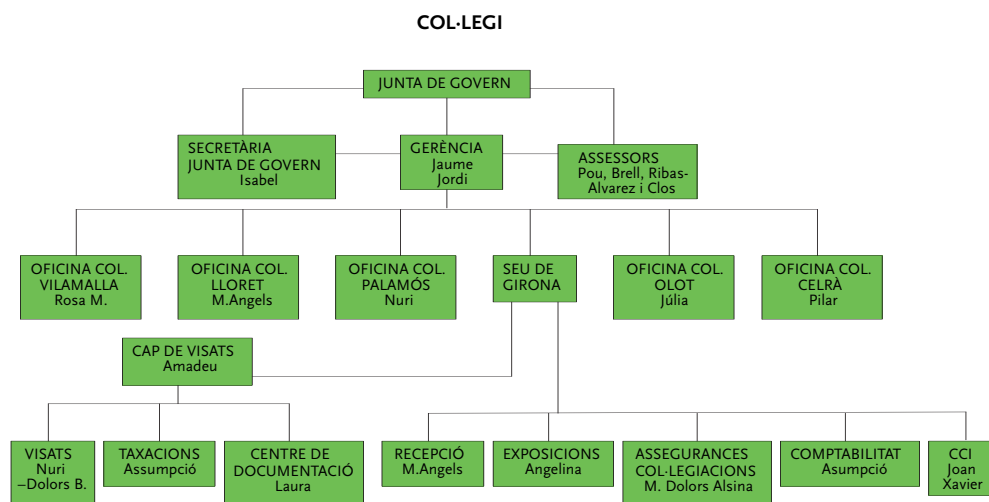 COL·LEGI
JUNTA DE GOVERN
SECRETÀRIA
JUNTA DE GOVERN
Isabel
GERÈNCIA
Jaume
Jordi
ASSESSORS
Pou, Brell, Ribas-
Alvarez i Clos
OFICINA COL.
VILAMALLA
Rosa M.
OFICINA COL.
LLORET
M.Angels
OFICINA COL.
PALAMÓS
Nuri
SEU DE
GIRONA
OFICINA COL.
OLOT
Júlia
OFICINA COL.
CELRÀ
Pilar
CAP DE VISATS
Amadeu
VISATS
Nuri
–Dolors B.
TAXACIONS
Assumpció
CENTRE DE
DOCUMENTACIÓ
Laura
RECEPCIÓ
M.Angels
EXPOSICIONS
Angelina
ASSEGURANCES
COL·LEGIACIONS
M. Dolors Alsina
COMPTABILITAT
Asumpció
CCI
Joan
Xavier